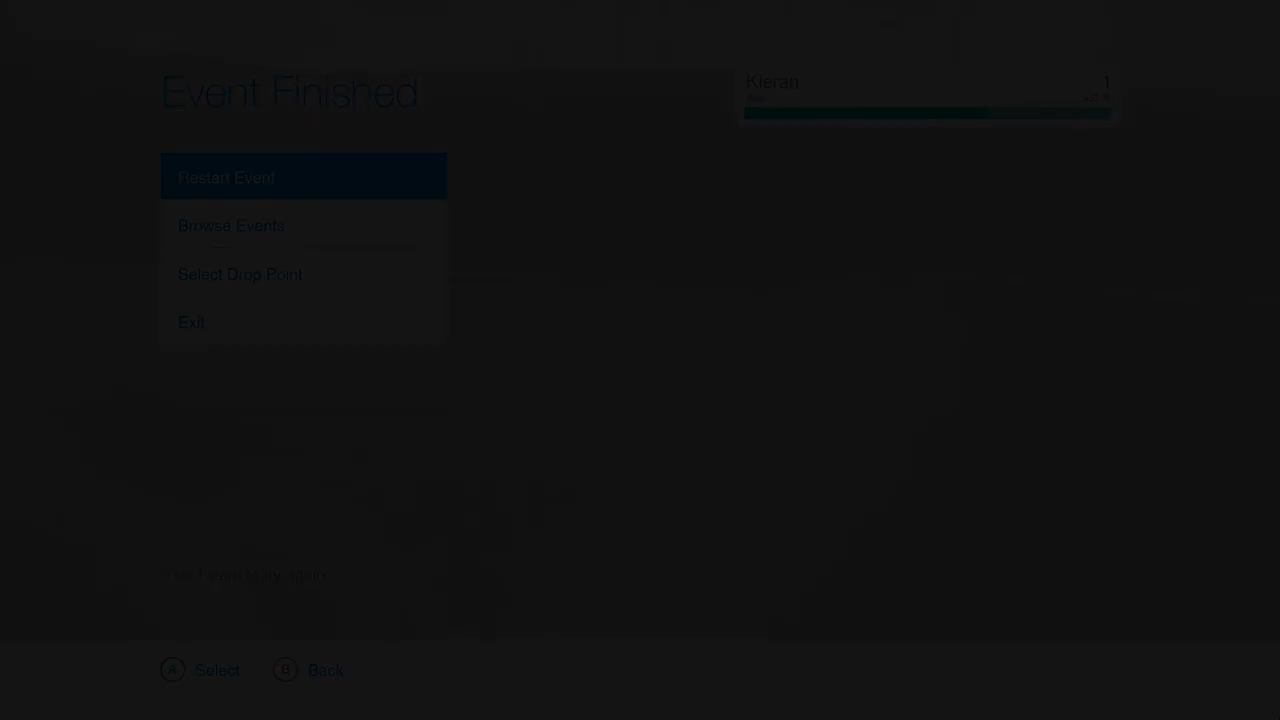 Event Finished
Kieran 1
Restart Event
Browse Events
Select Drop Point
Exit
A Select B Back